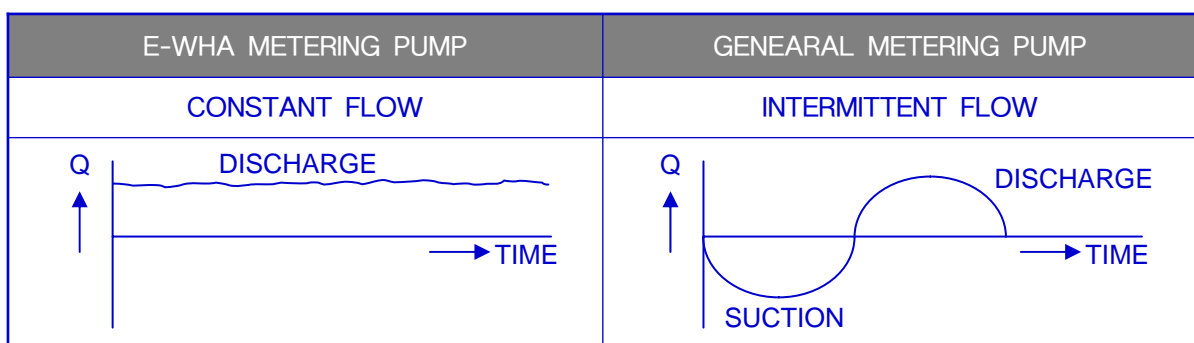 E-WHA METERING PUMP
GENEARAL METERING PUMP
CONSTANT FLOW
INTERMITTENT FLOW
Q
DISCHARGE
TIME
Q
DISCHARGE
TIME
SUCTION